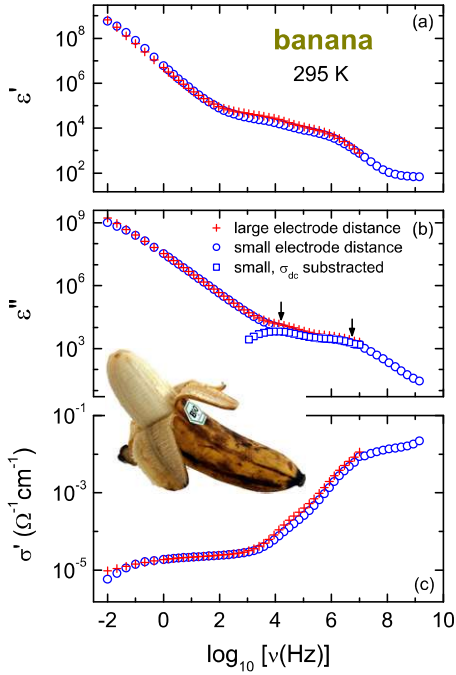 (a)
banana
295 K
10⁸
10⁶
10⁴
10²
ε'
(b)
+ large electrode distance
○ small electrode distance
□ small, σdc substracted
10⁹
10⁶
10³
ε''
10⁻¹
10⁻²
10⁻⁵
σ' (Ω⁻¹cm⁻¹)
(c)
-2 0 2 4 6 8 10
log₁₀ [ν(Hz)]